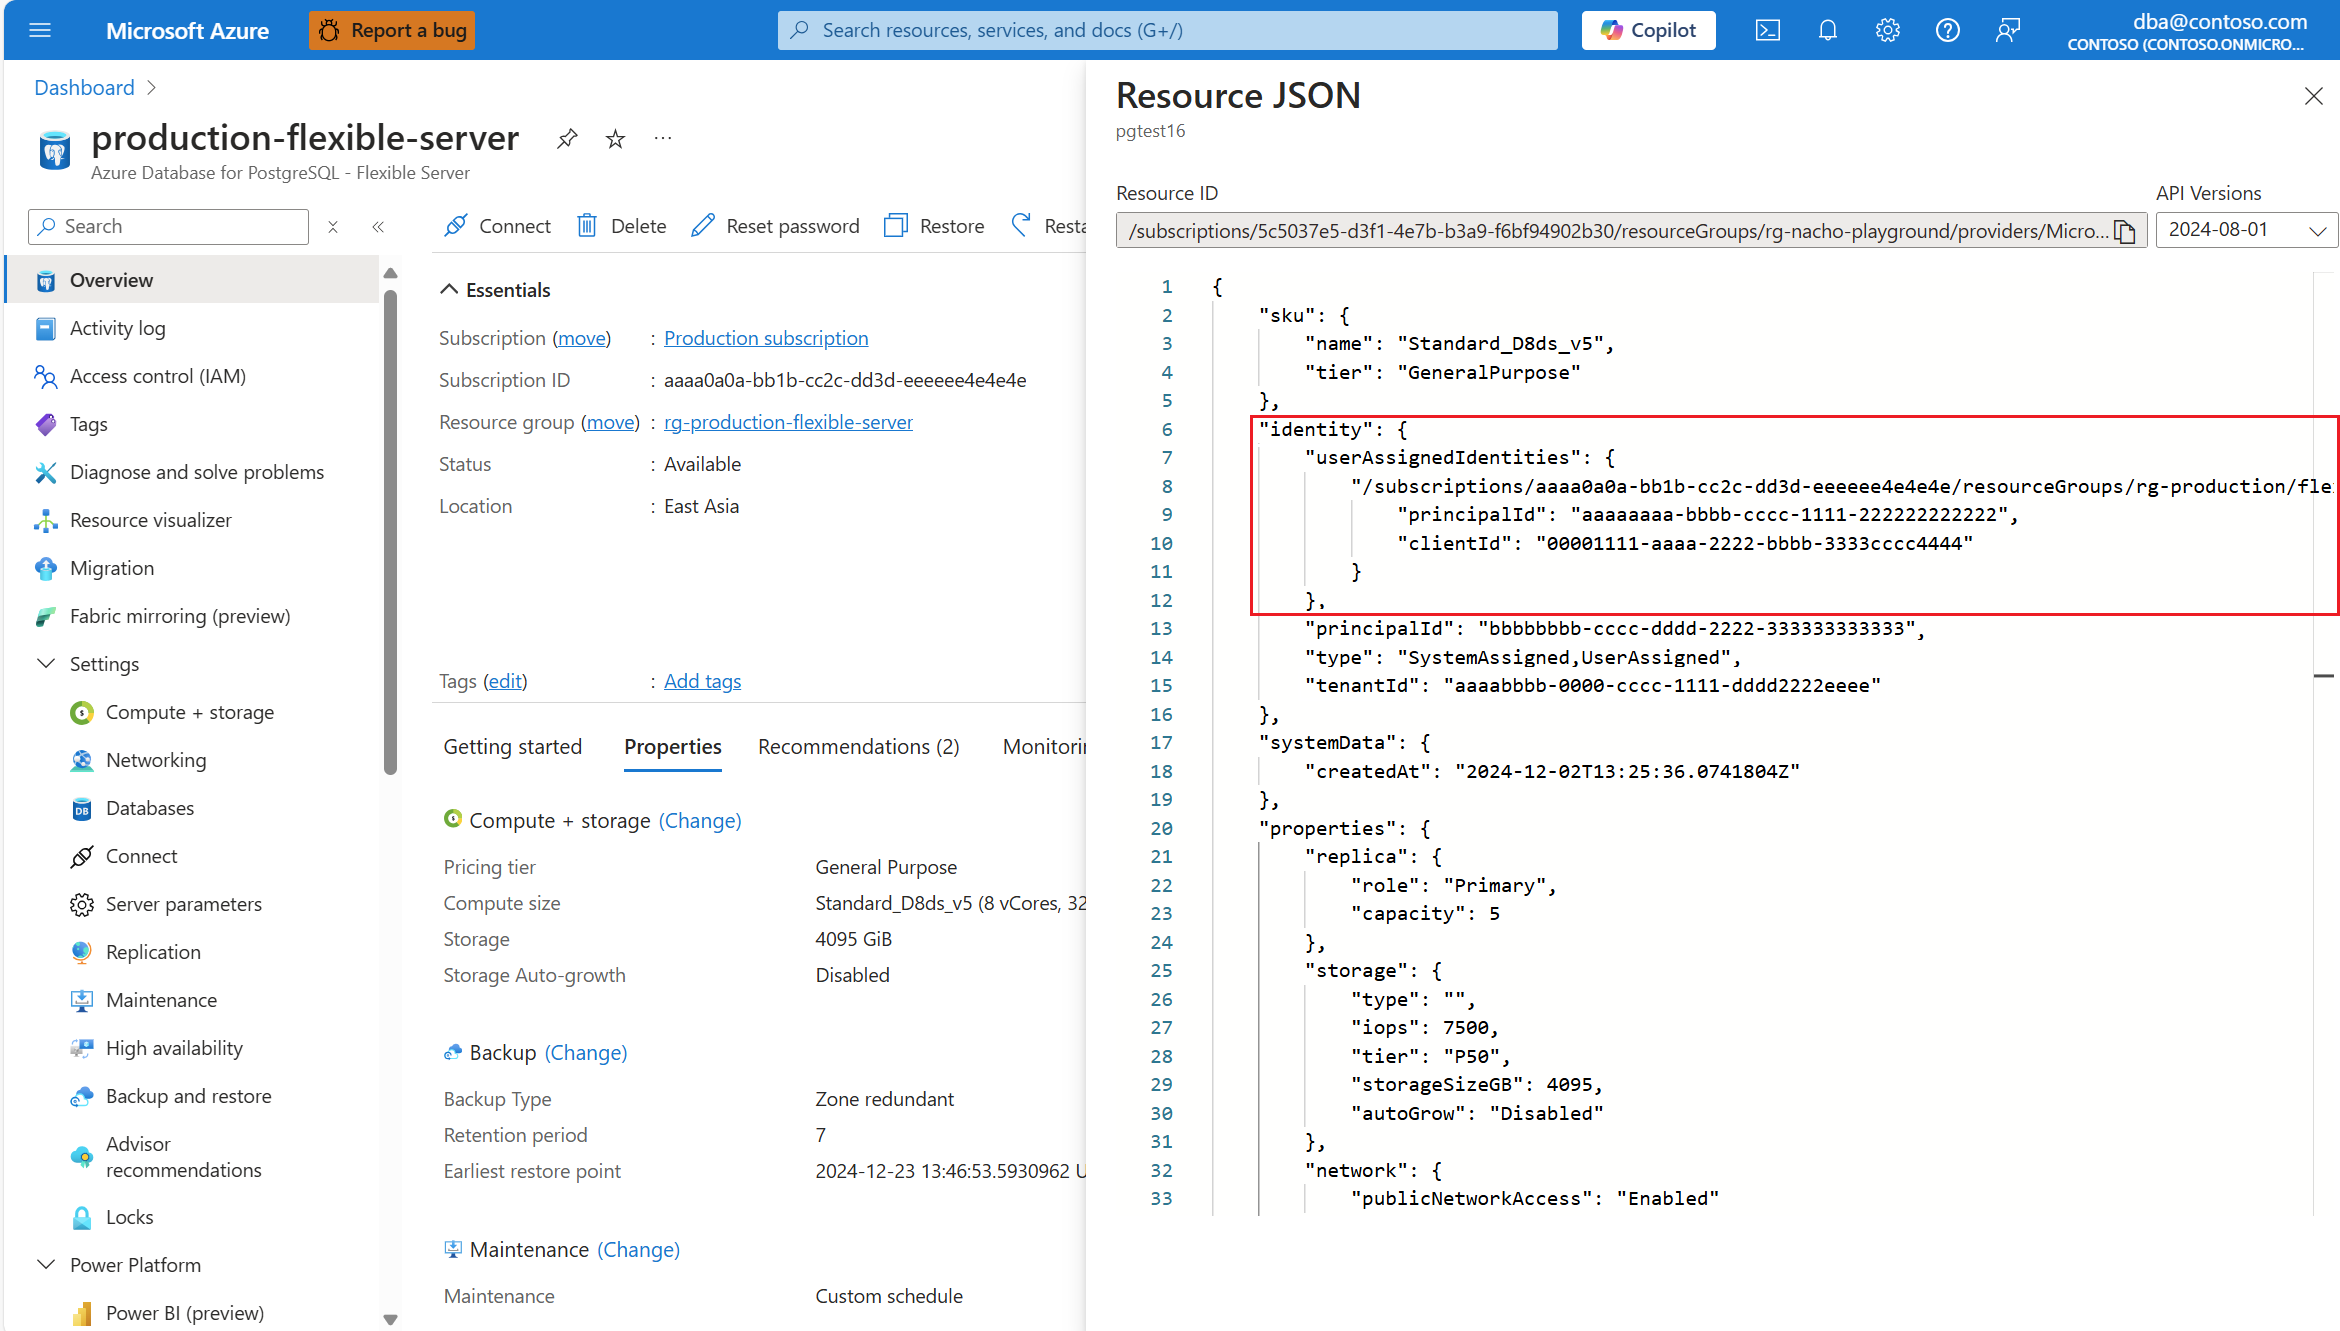 Microsoft Azure
Report a bug
Search resources, services, and docs (G+/)
Copilot
dba@contoso.com
CONTOSO (CONTOSO.ONMICRO...
Dashboard
production-flexible-server
Azure Database for PostgreSQL - Flexible Server
Search
Overview
Activity log
Access control (IAM)
Tags
Diagnose and solve problems
Resource visualizer
Migration
Fabric mirroring (preview)
Settings
Compute + storage
Networking
Databases
Connect
Server parameters
Replication
Maintenance
High availability
Backup and restore
Advisor
recommendations
Locks
Power Platform
Power BI (preview)
Connect Delete Reset password Restore Resta
Essentials
Subscription (move) : Production subscription
Subscription ID : aaaa0a0a-bb1b-cc2c-dd3d-eeeeee4e4e4e
Resource group (move) : rg-production-flexible-server
Status : Available
Location : East Asia
Tags (edit) : Add tags
Getting started Properties Recommendations (2) Monitorin
Compute + storage (Change)
Pricing tier General Purpose
Compute size Standard_D8ds_v5 (8 vCores, 32
Storage 4095 GiB
Storage Auto-growth Disabled
Backup (Change)
Backup Type Zone redundant
Retention period 7
Earliest restore point 2024-12-23 13:46:53.5930962 U
Maintenance (Change)
Maintenance Custom schedule
Resource JSON
pgtest16
Resource ID
/subscriptions/5c5037e5-d3f1-4e7b-b3a9-f6bf94902b30/resourceGroups/rg-nacho-playground/providers/Micro...
API Versions
2024-08-01
1 {
2 "sku": {
3 "name": "Standard_D8ds_v5",
4 "tier": "GeneralPurpose"
5 },
6 "identity": {
7 "userAssignedIdentities": {
8 "/subscriptions/aaaa0a0a-bb1b-cc2c-dd3d-eeeeee4e4e4e/resourceGroups/rg-production/fle
9 "principalId": "aaaaaaaa-bbbb-cccc-1111-222222222222",
10 "clientId": "00001111-aaaa-2222-bbbb-3333cccc4444"
11 }
12 },
13 "principalId": "bbbbbbbb-cccc-dddd-2222-333333333333",
14 "type": "SystemAssigned,UserAssigned",
15 "tenantId": "aaaabbbb-0000-cccc-1111-dddd2222eeee"
16 },
17 "systemData": {
18 "createdAt": "2024-12-02T13:25:36.0741804Z"
19 },
20 "properties": {
21 "replica": {
22 "role": "Primary",
23 "capacity": 5
24 },
25 "storage": {
26 "type": "",
27 "iops": 7500,
28 "tier": "P50",
29 "storageSizeGB": 4095,
30 "autoGrow": "Disabled"
31 },
32 "network": {
33 "publicNetworkAccess": "Enabled"